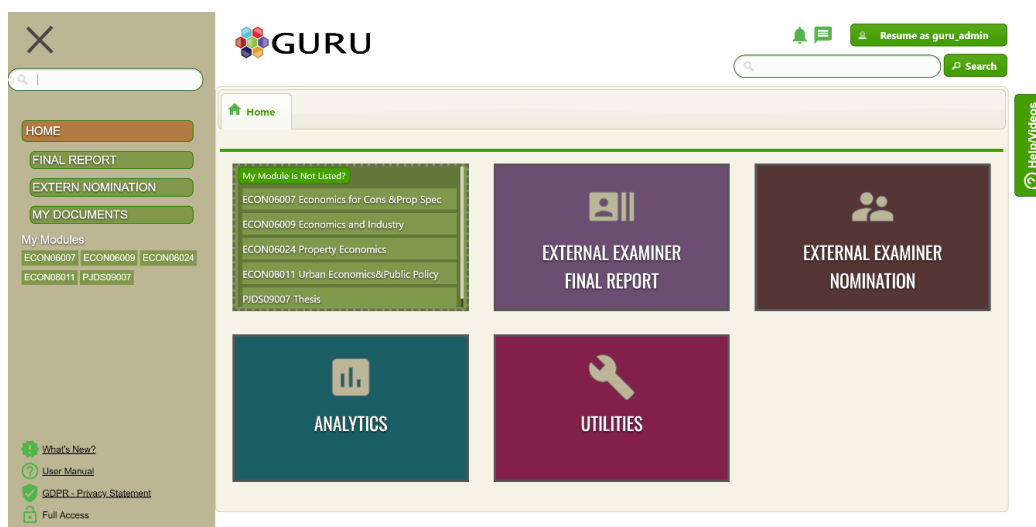 HOME
FINAL REPORT
EXTERN NOMINATION
MY DOCUMENTS
My Modules
ECON06007 ECON06009 ECON06024
ECON08011 PJDS09007
What's New?
User Manual
GDPR - Privacy Statement
Full Access
GURU
Resume as guru_admin
Search
Home
My Module Is Not Listed?
ECON06007 Economics for Cons &Prop Spec
ECON06009 Economics and Industry
ECON06024 Property Economics
ECON08011 Urban Economics&Public Policy
PJDS09007 Thesis
EXTERNAL EXAMINER
FINAL REPORT
EXTERNAL EXAMINER
NOMINATION
ANALYTICS
UTILITIES
Help/Videos